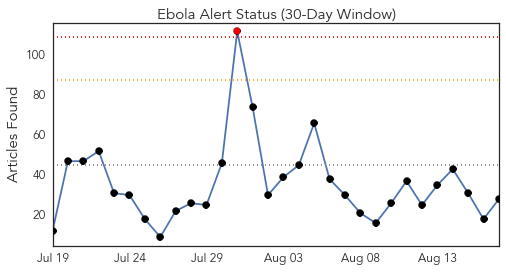 Ebola Alert Status (30-Day Window)
Articles Found
100
80
60
40
20
Jul 19
Jul 24
Jul 29
Aug 03
Aug 08
Aug 13